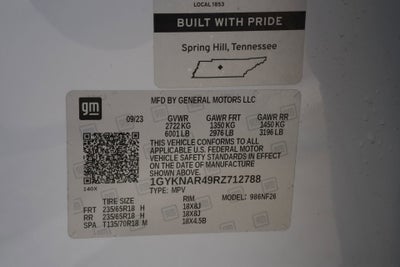 LOCAL 1853
BUILT WITH PRIDE
Spring Hill, Tennessee
gm
MFD BY GENERAL MOTORS LLC
09/23 GVWR GAWR FRT GAWR RR
2722 KG 1350 KG 1450 KG
6001 LB 2976 LB 3196 LB
THIS VEHICLE CONFORMS TO ALL
APPLICABLE U.S. FEDERAL MOTOR
VEHICLE SAFETY STANDARDS IN EFFECT
ON THE DATE OF MANUFACTURE
SHOWN ABOVE.
140X
1GYKNAR49RZ712788
TYPE: MPV MODEL: 986NF26
TIRE SIZE RIM
FRT 235/65R18 H 18X8J
RR 235/65R18 H 18X8J
SPA T135/70R18 M 18X4.5B